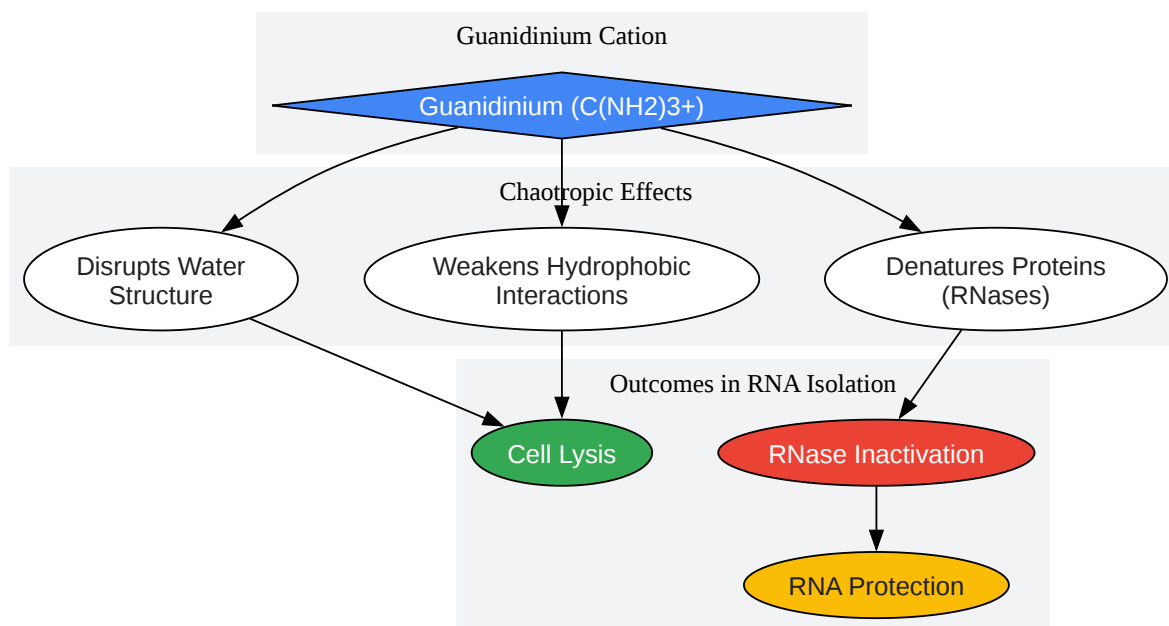 Guanidinium Cation
Guanidinium (C(NH2)3+)
Chaotropic Effects
Disrupts Water
Structure
Weakens Hydrophobic
Interactions
Denatures Proteins
(RNases)
Outcomes in RNA Isolation
Cell Lysis
RNase Inactivation
RNA Protection